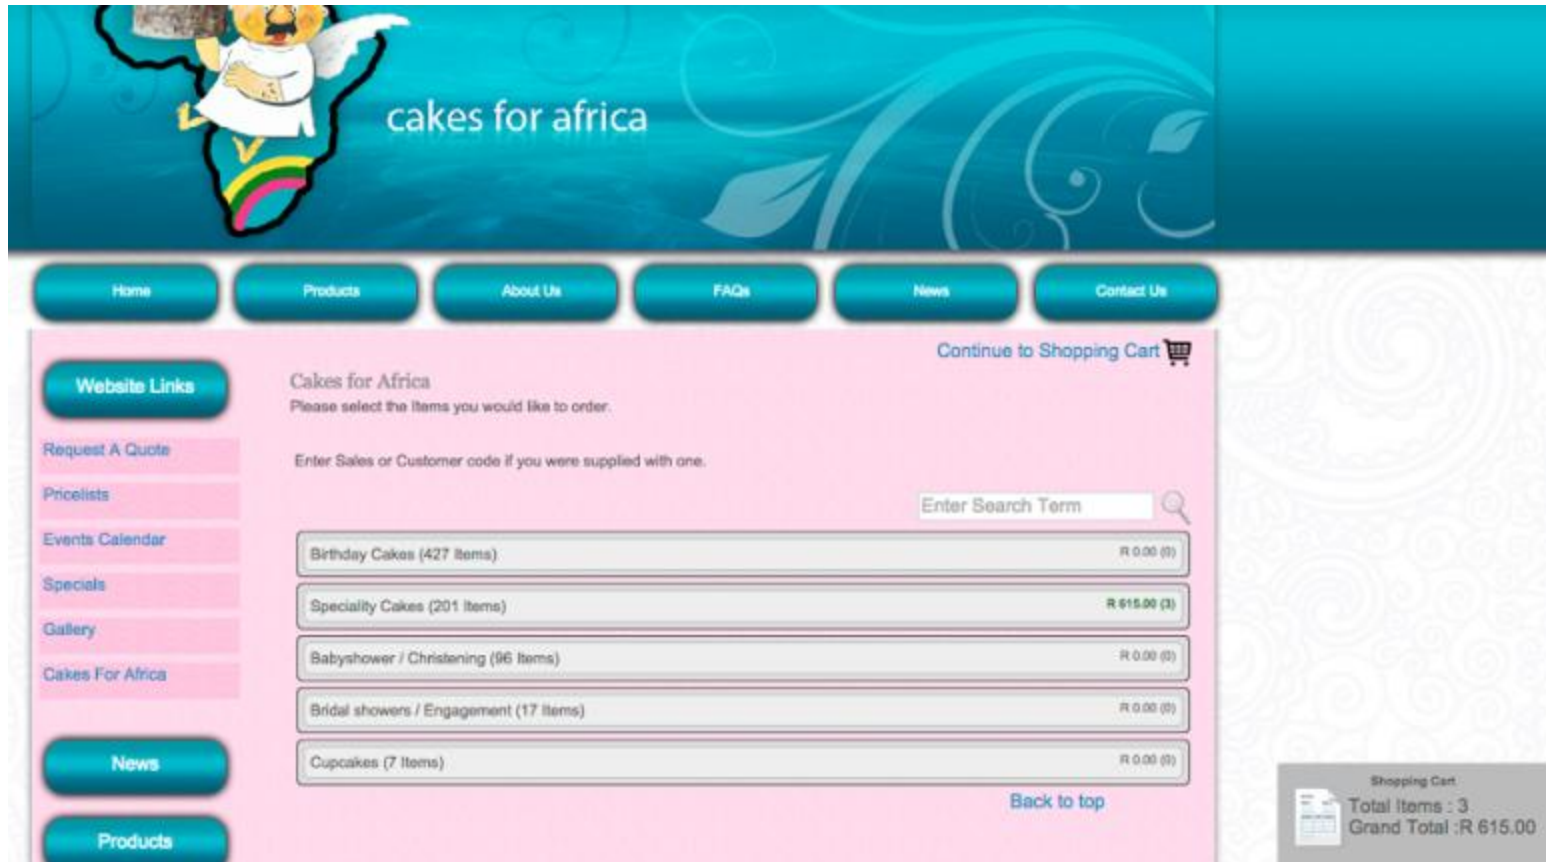 cakes for africa
Home Products About Us FAQs News Contact Us
Continue to Shopping Cart
Website Links
Cakes for Africa
Please select the Items you would like to order.
Request A Quote
Enter Sales or Customer code if you were supplied with one.
Pricelists
Enter Search Term
Events Calendar
Birthday Cakes (427 Items) R 0.00 (0)
Specials
Speciality Cakes (201 Items) R 615.00 (3)
Gallery
Babyshower / Christening (96 Items) R 0.00 (0)
Cakes For Africa
Bridal showers / Engagement (17 Items) R 0.00 (0)
News
Cupcakes (7 Items) R 0.00 (0)
Back to top
Shopping Cart
Total Items : 3
Grand Total :R 615.00
Products